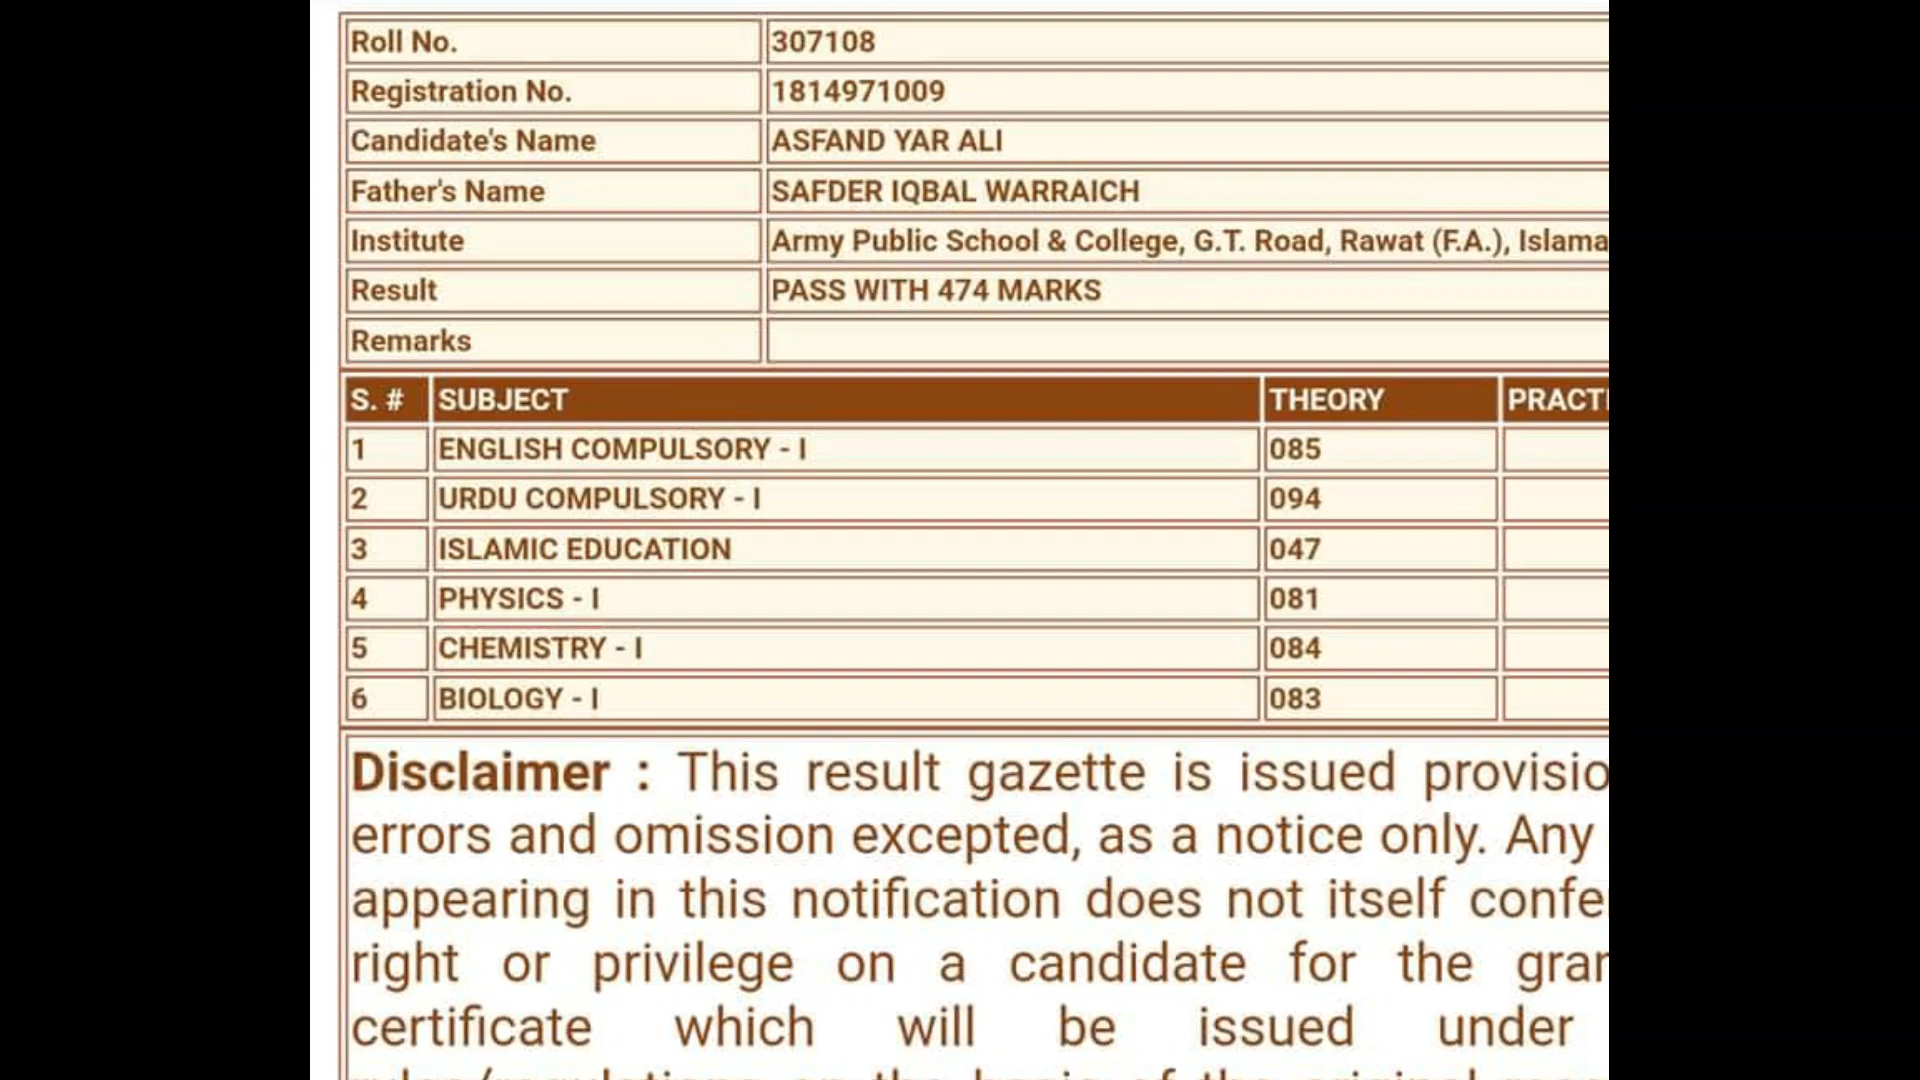 Roll No. 307108
Registration No. 1814971009
Candidate's Name ASFAND YAR ALI
Father's Name SAFDER IQBAL WARRAICH
Institute Army Public School & College, G.T. Road, Rawat (F.A.), Islama
Result PASS WITH 474 MARKS
Remarks
S. # SUBJECT THEORY PRACT
1 ENGLISH COMPULSORY - I 085
2 URDU COMPULSORY - I 094
3 ISLAMIC EDUCATION 047
4 PHYSICS - I 081
5 CHEMISTRY - I 084
6 BIOLOGY - I 083
Disclaimer : This result gazette is issued provisio
errors and omission excepted, as a notice only. Any
appearing in this notification does not itself confe
right or privilege on a candidate for the gran
certificate which will be issued under